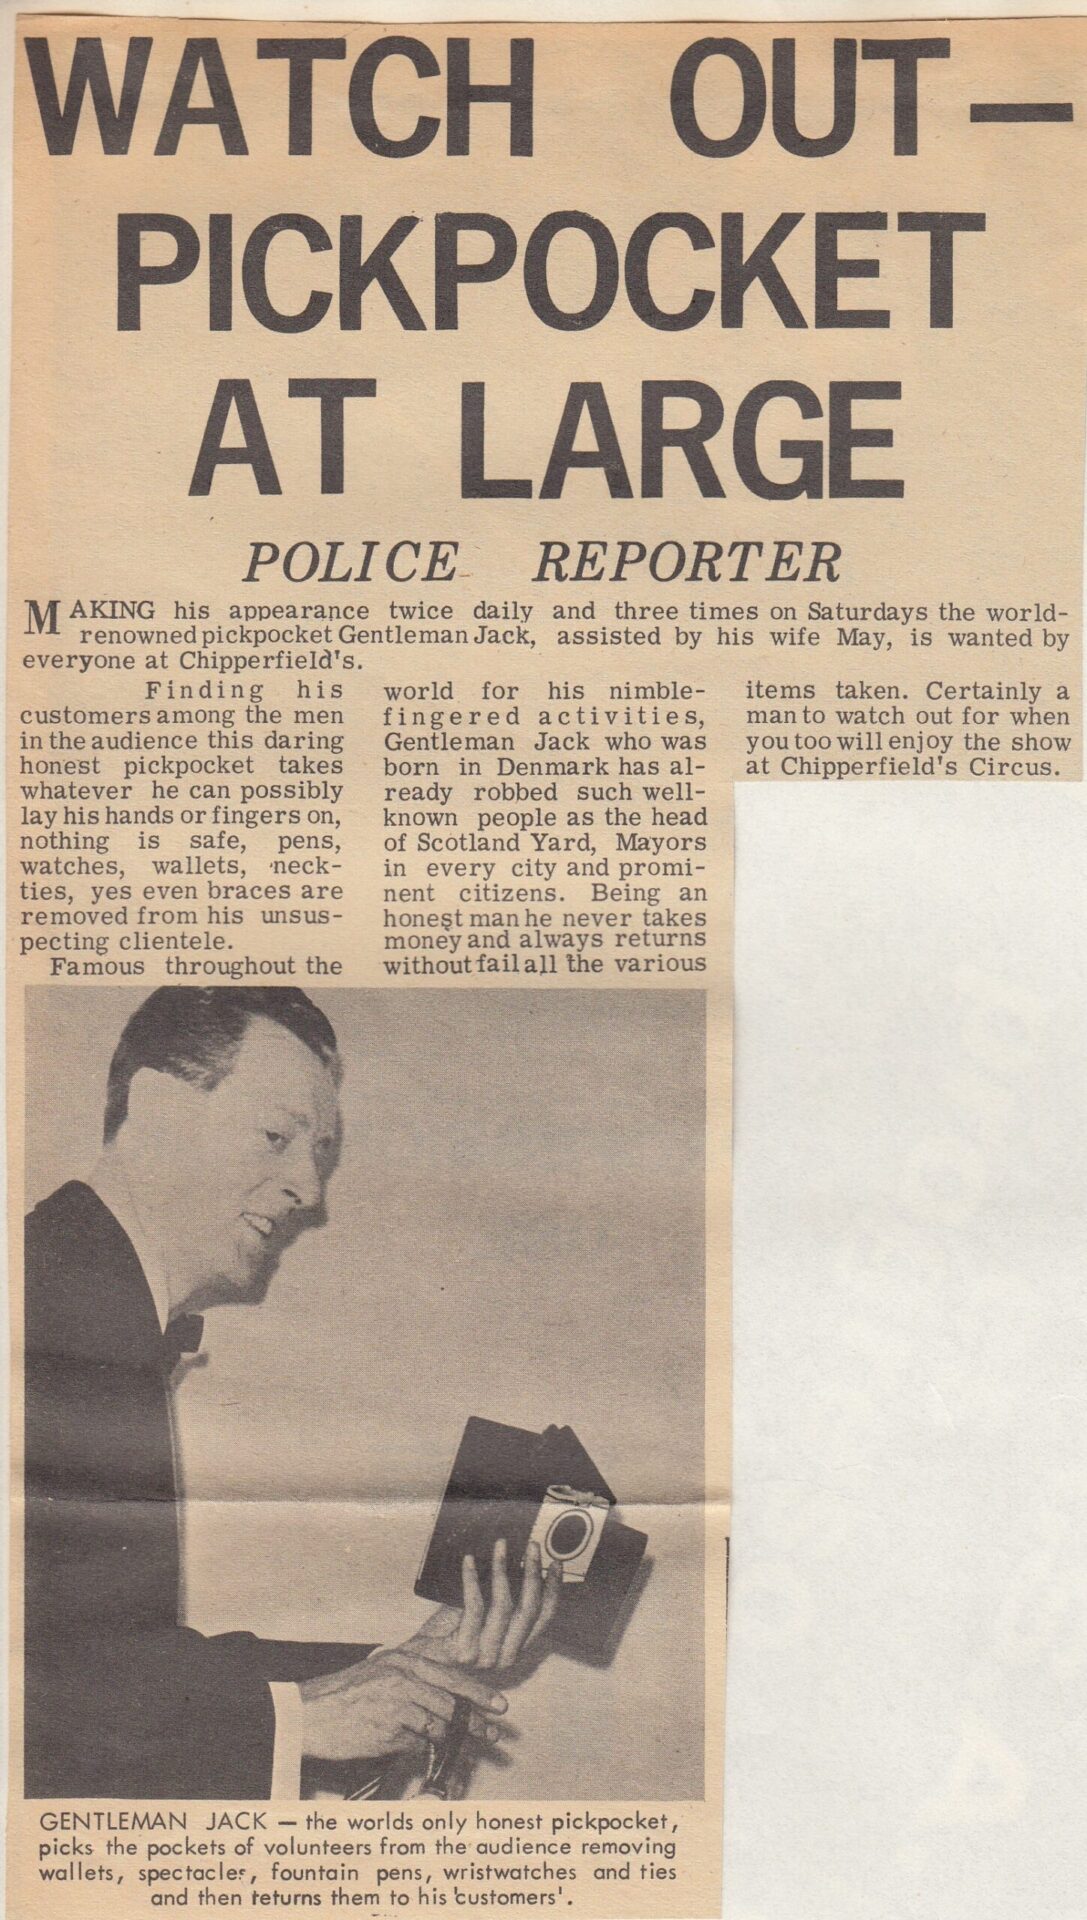 WATCH OUT—
PICKPOCKET
AT LARGE
POLICE REPORTER
MAKING his appearance twice daily and three times on Saturdays the world-
renowned pickpocket Gentleman Jack, assisted by his wife May, is wanted by
everyone at Chipperfield's.
Finding his
customers among the men
in the audience this daring
honest pickpocket takes
whatever he can possibly
lay his hands or fingers on,
nothing is safe, pens,
watches, wallets, neck-
ties, yes even braces are
removed from his unsus-
pecting clientele.
Famous throughout the
world for his nimble-
fingered activities,
Gentleman Jack who was
born in Denmark has al-
ready robbed such well-
known people as the head
of Scotland Yard, Mayors
in every city and promi-
nent citizens. Being an
honest man he never takes
money and always returns
without fail all the various
items taken. Certainly a
man to watch out for when
you too will enjoy the show
at Chipperfield's Circus.
GENTLEMAN JACK — the worlds only honest pickpocket,
picks the pockets of volunteers from the audience removing
wallets, spectacles, fountain pens, wristwatches and ties
and then returns them to his 'customers'.